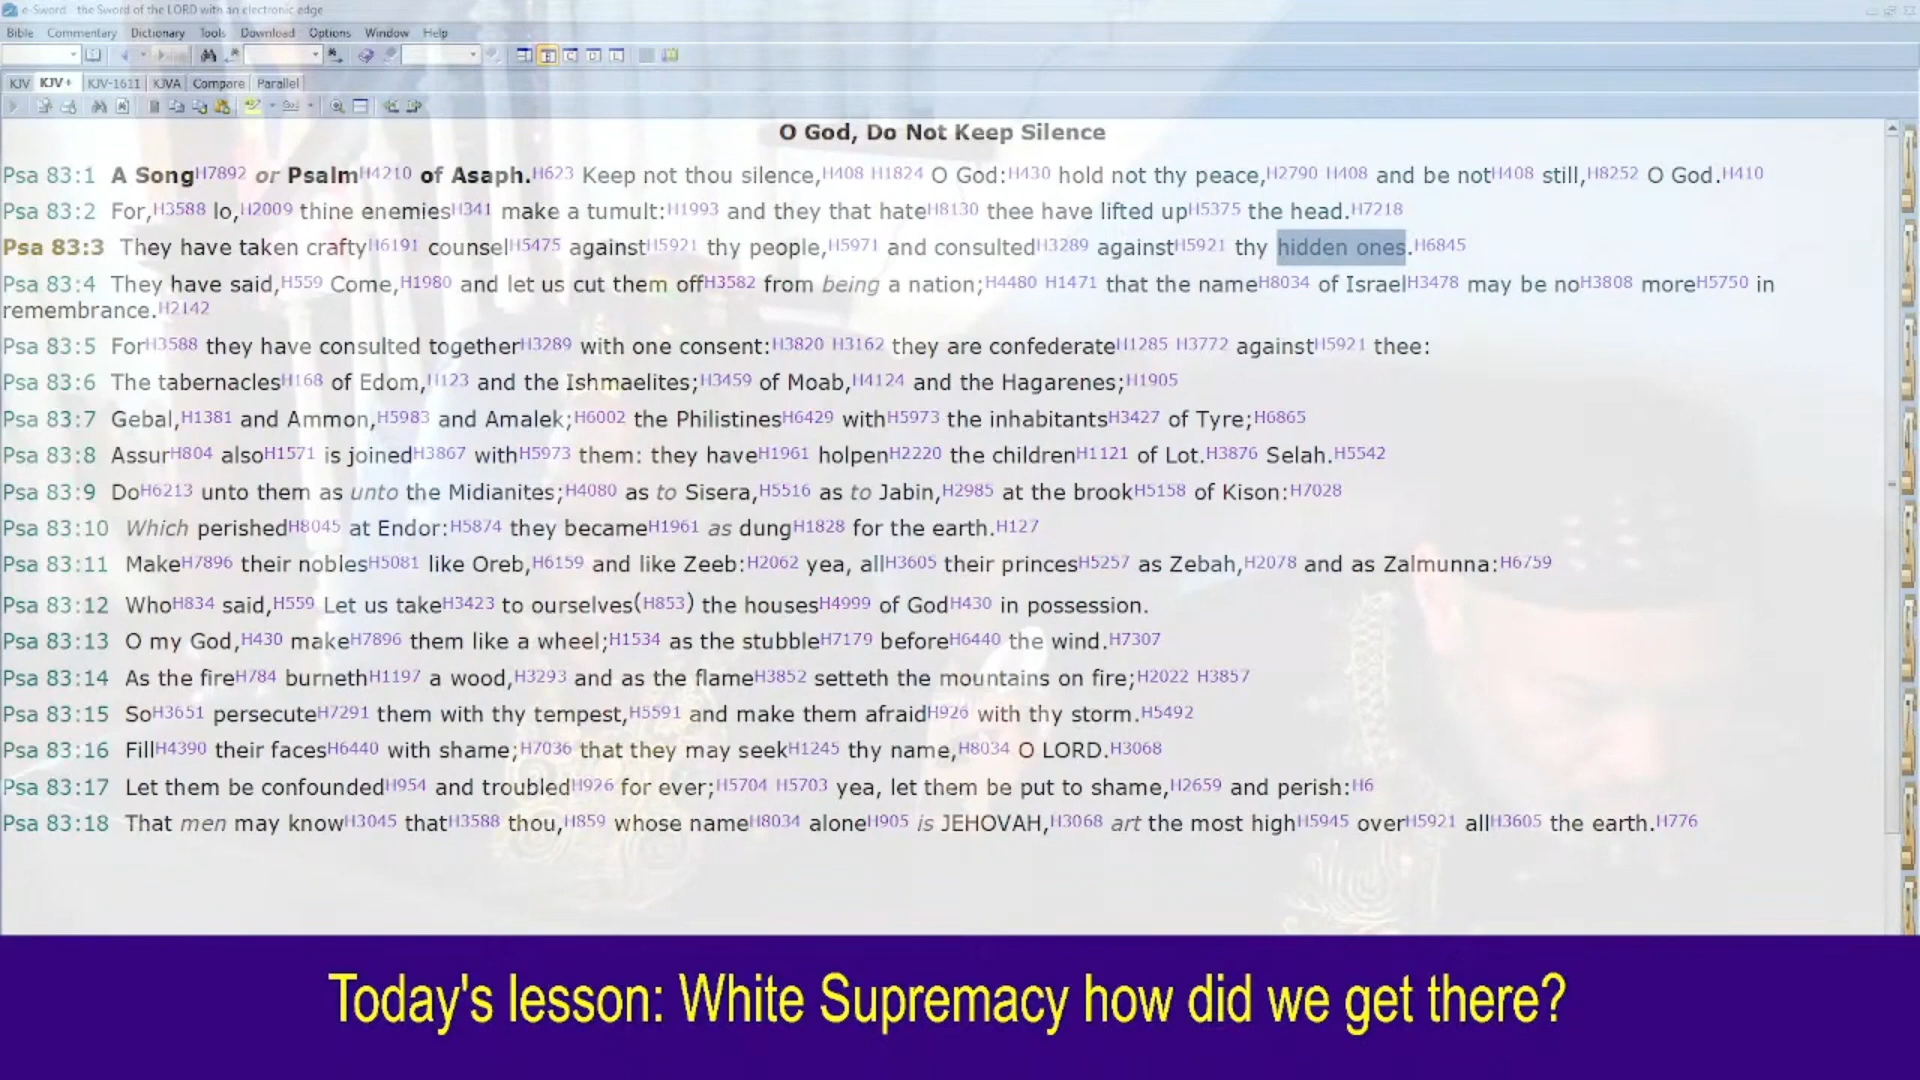 e-Sword - the Sword of the LORD with an electronic edge
Bible Commentary Dictionary Tools Download Options Window Help
KJV KJV+ KJV-1611 KJVA Compare Parallel
O God, Do Not Keep Silence
Psa 83:1 A SongH7892 or PsalmH4210 of Asaph.H623 Keep not thou silence,H408 H1824 O God:H430 hold not thy peace,H2790 H408 and be notH408 still,H8252 O God.H410
Psa 83:2 For,H3588 lo,H2009 thine enemiesH341 make a tumult:H1993 and they that hateH8130 thee have lifted upH5375 the head.H7218
Psa 83:3 They have taken craftyH6191 counselH5475 againstH5921 thy people,H5971 and consultedH3289 againstH5921 thy hidden ones.H6845
Psa 83:4 They have said,H559 Come,H1980 and let us cut them offH3582 from being a nation;H4480 H1471 that the nameH8034 of IsraelH3478 may be noH3808 moreH5750 in
remembrance.H2142
Psa 83:5 ForH3588 they have consulted togetherH3289 with one consent:H3820 H3162 they are confederateH1285 H3772 againstH5921 thee:
Psa 83:6 The tabernaclesH168 of Edom,H123 and the Ishmaelites;H3459 of Moab,H4124 and the Hagarenes;H1905
Psa 83:7 Gebal,H1381 and Ammon,H5983 and Amalek;H6002 the PhilistinesH6429 withH5973 the inhabitantsH3427 of Tyre;H6865
Psa 83:8 AssurH804 alsoH1571 is joinedH3867 withH5973 them: they haveH1961 holpenH2220 the childrenH1121 of Lot.H3876 Selah.H5542
Psa 83:9 DoH6213 unto them as unto the Midianites;H4080 as to Sisera,H5516 as to Jabin,H2985 at the brookH5158 of Kison:H7028
Psa 83:10 Which perishedH8045 at Endor:H5874 they becameH1961 as dungH1828 for the earth.H127
Psa 83:11 MakeH7896 their noblesH5081 like Oreb,H6159 and like Zeeb:H2062 yea, allH3605 their princesH5257 as Zebah,H2078 and as Zalmunna:H6759
Psa 83:12 WhoH834 said,H559 Let us takeH3423 to ourselves(H853) the housesH4999 of GodH430 in possession.
Psa 83:13 O my God,H430 makeH7896 them like a wheel;H1534 as the stubbleH7179 beforeH6440 the wind.H7307
Psa 83:14 As the fireH784 burnethH1197 a wood,H3293 and as the flameH3852 setteth the mountains on fire;H2022 H3857
Psa 83:15 SoH3651 persecuteH7291 them with thy tempest,H5591 and make them afraidH926 with thy storm.H5492
Psa 83:16 FillH4390 their facesH6440 with shame;H7036 that they may seekH1245 thy name,H8034 O LORD.H3068
Psa 83:17 Let them be confoundedH954 and troubledH926 for ever;H5704 H5703 yea, let them be put to shame,H2659 and perish:H6
Psa 83:18 That men may knowH3045 thatH3588 thou,H859 whose nameH8034 aloneH905 is JEHOVAH,H3068 art the most highH5945 overH5921 allH3605 the earth.H776
Today's lesson: White Supremacy how did we get there?